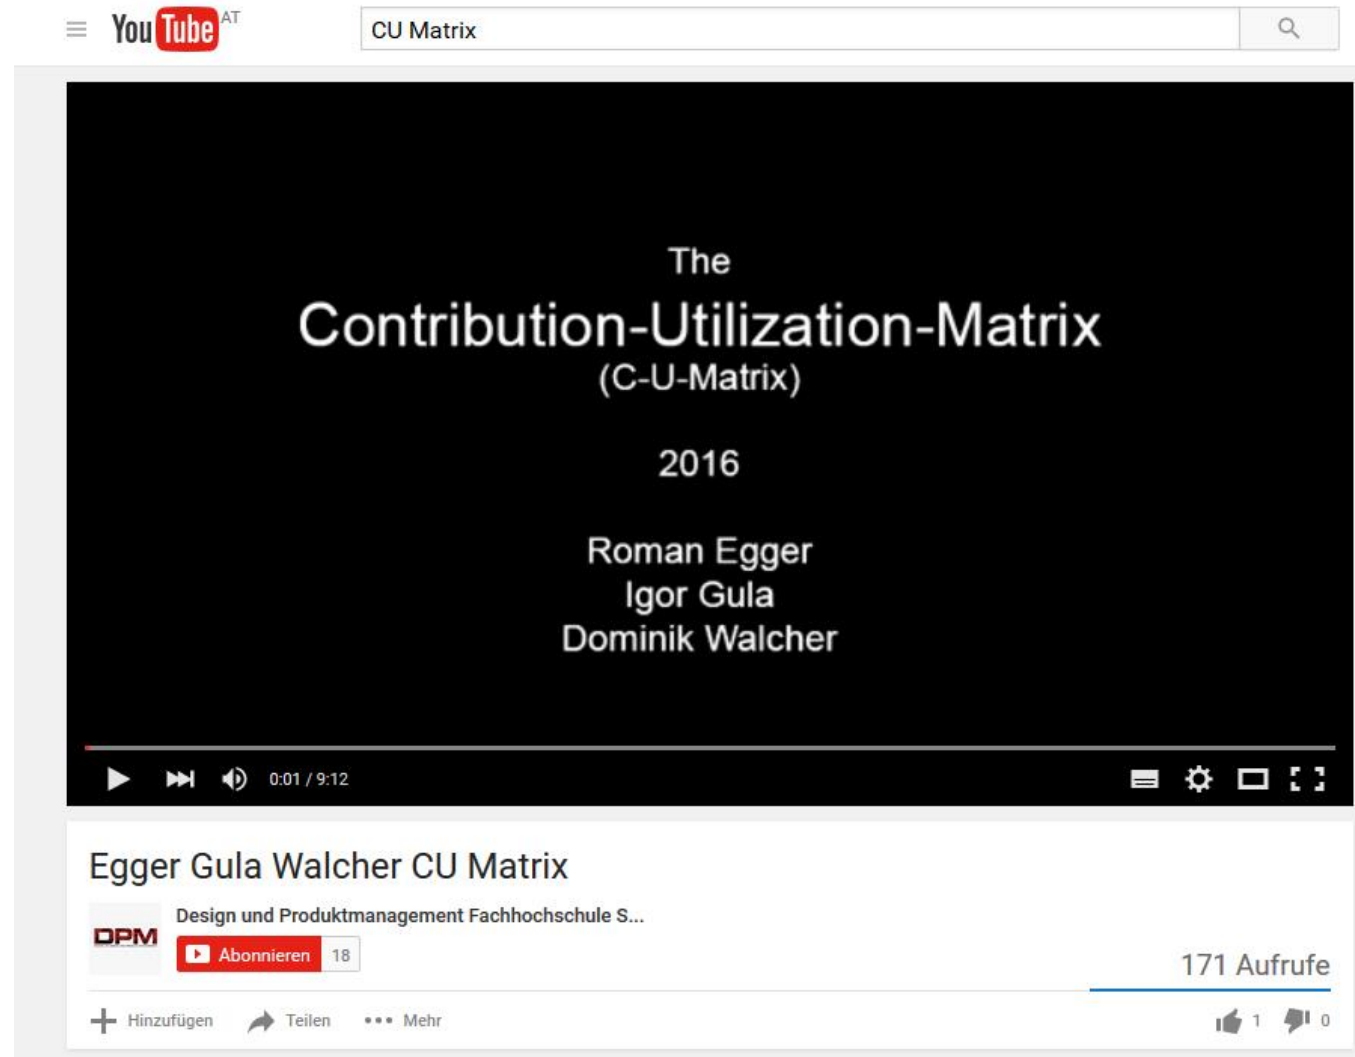 YouTube AT
CU Matrix
The
Contribution-Utilization-Matrix
(C-U-Matrix)
2016
Roman Egger
Igor Gula
Dominik Walcher
0:01 / 9:12
Egger Gula Walcher CU Matrix
DPM
Design und Produktmanagement Fachhochschule S...
Abonnieren 18
171 Aufrufe
Hinzufügen Teilen Mehr 1 0